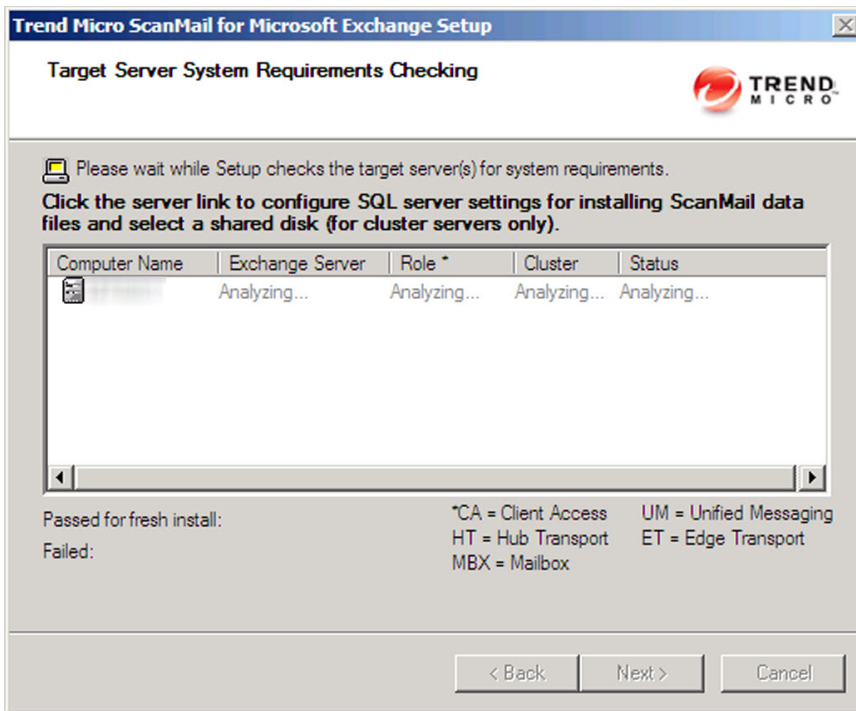 Trend Micro ScanMail for Microsoft Exchange Setup
Target Server System Requirements Checking
TREND
MICRO™
Please wait while Setup checks the target server(s) for system requirements.
Click the server link to configure SQL server settings for installing ScanMail data
files and select a shared disk (for cluster servers only).
Computer Name Exchange Server Role * Cluster Status
Analyzing... Analyzing... Analyzing... Analyzing...
Passed for fresh install:
Failed:
*CA = Client Access UM = Unified Messaging
HT = Hub Transport ET = Edge Transport
MBX = Mailbox
< Back Next > Cancel